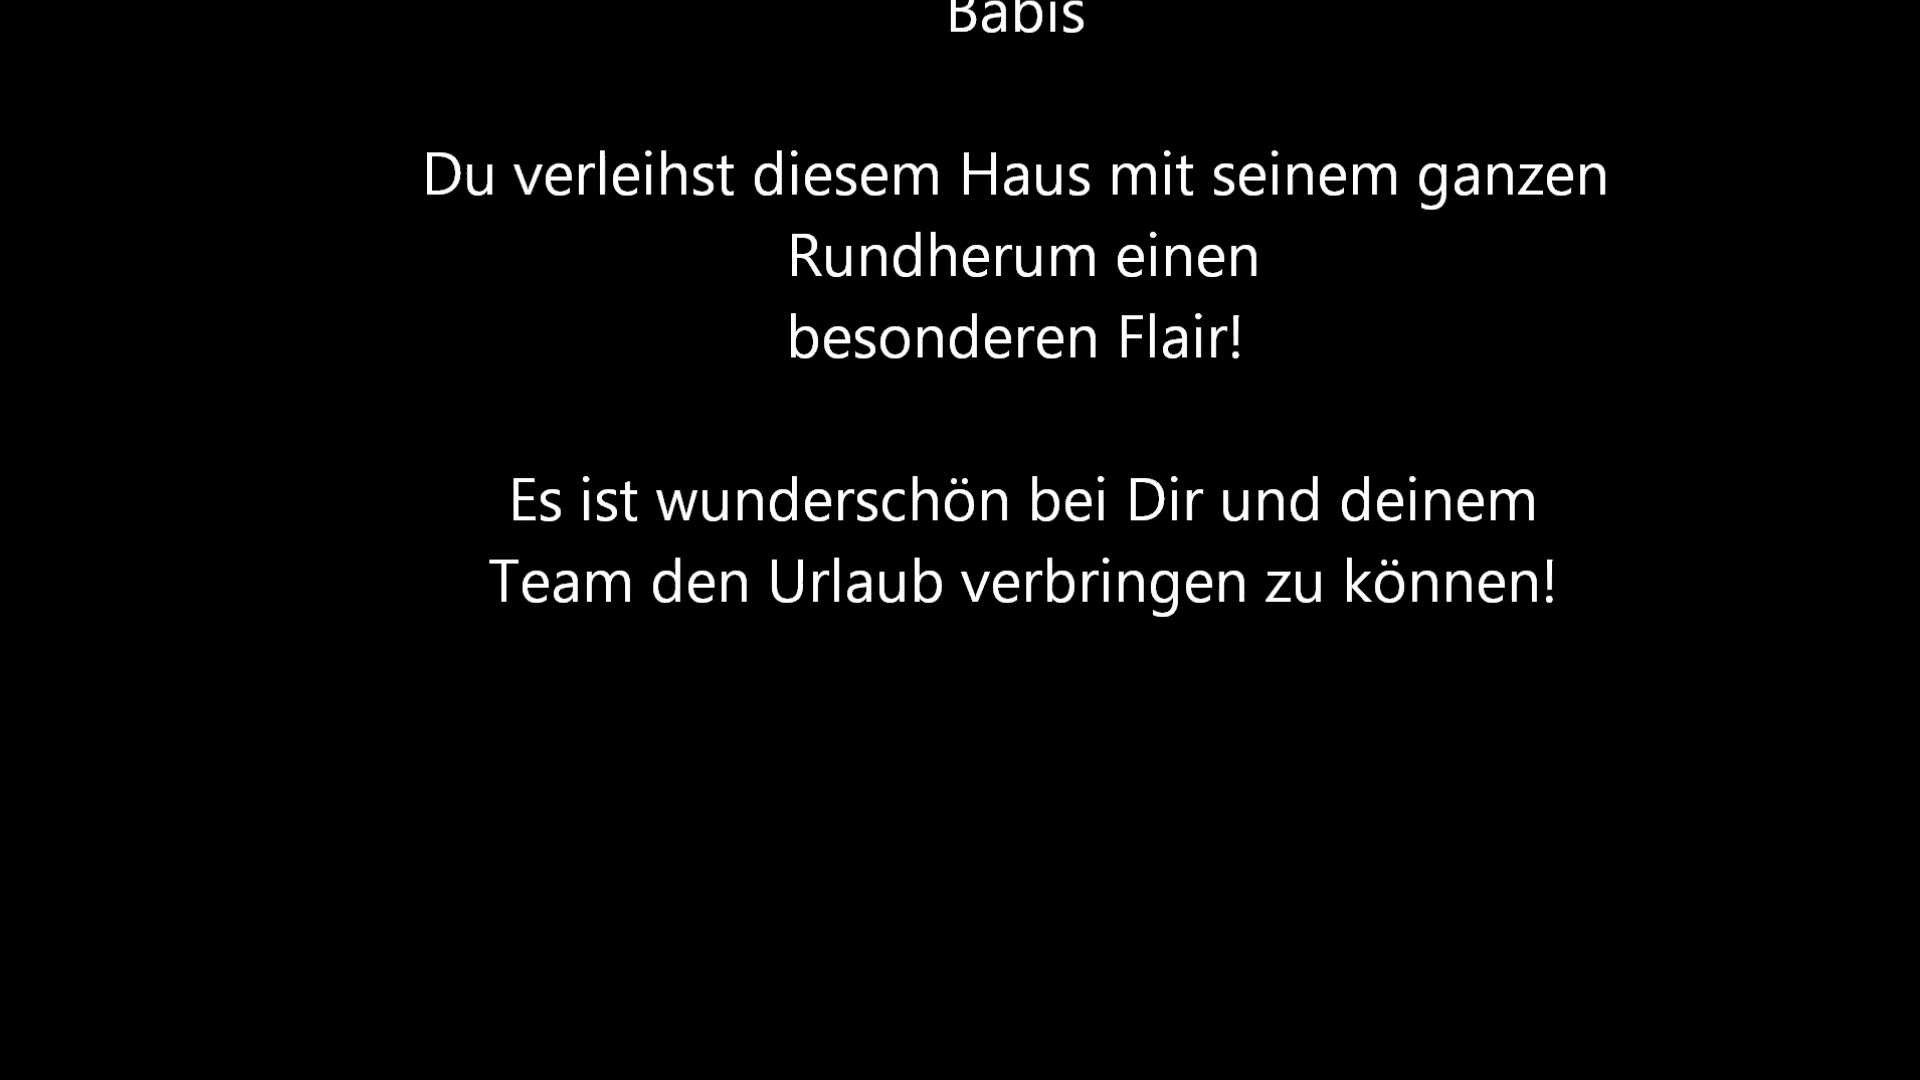 Babis
Du verleihst diesem Haus mit seinem ganzen
Rundherum einen
besonderen Flair!
Es ist wunderschön bei Dir und deinem
Team den Urlaub verbringen zu können!